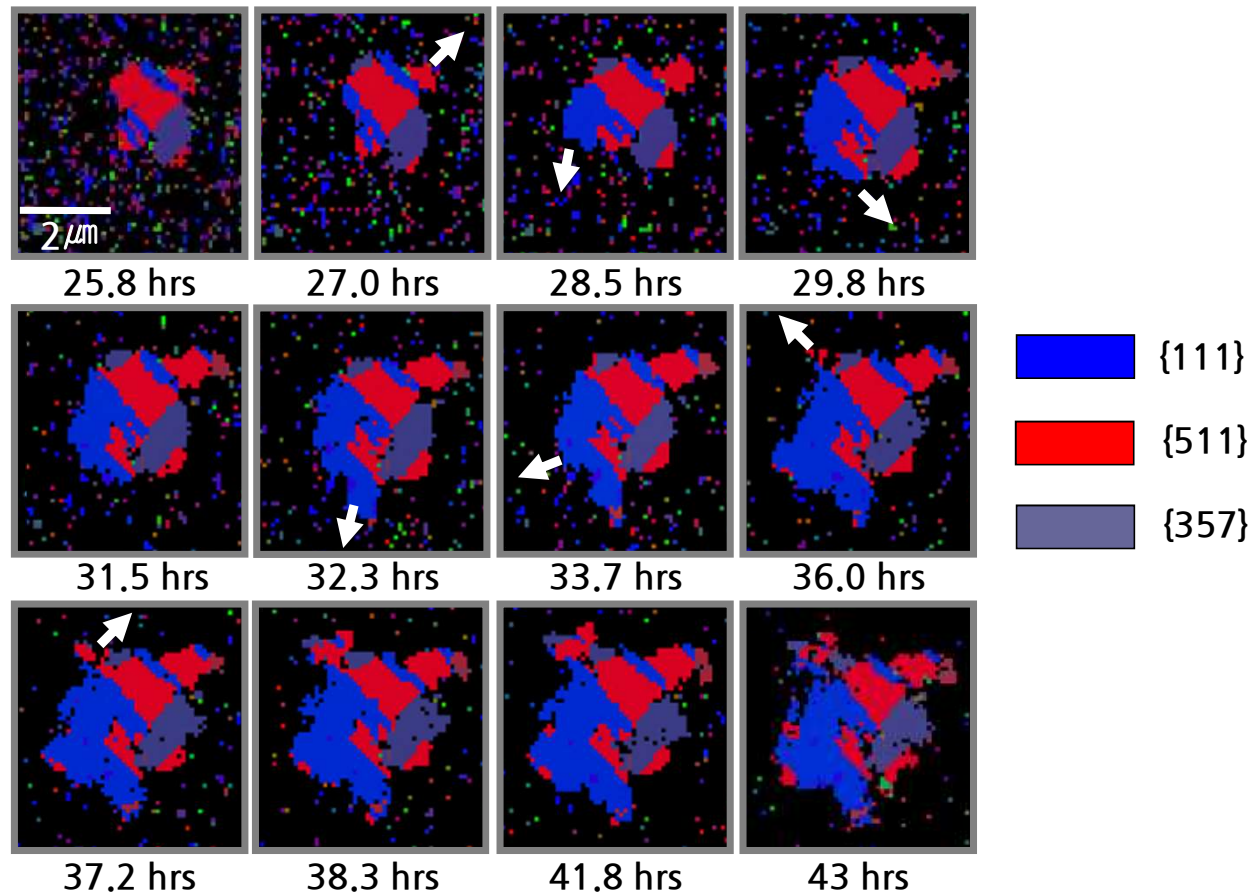 2㎛
25.8 hrs
27.0 hrs
28.5 hrs
29.8 hrs
31.5 hrs
32.3 hrs
33.7 hrs
36.0 hrs
{111}
{511}
{357}
37.2 hrs
38.3 hrs
41.8 hrs
43 hrs